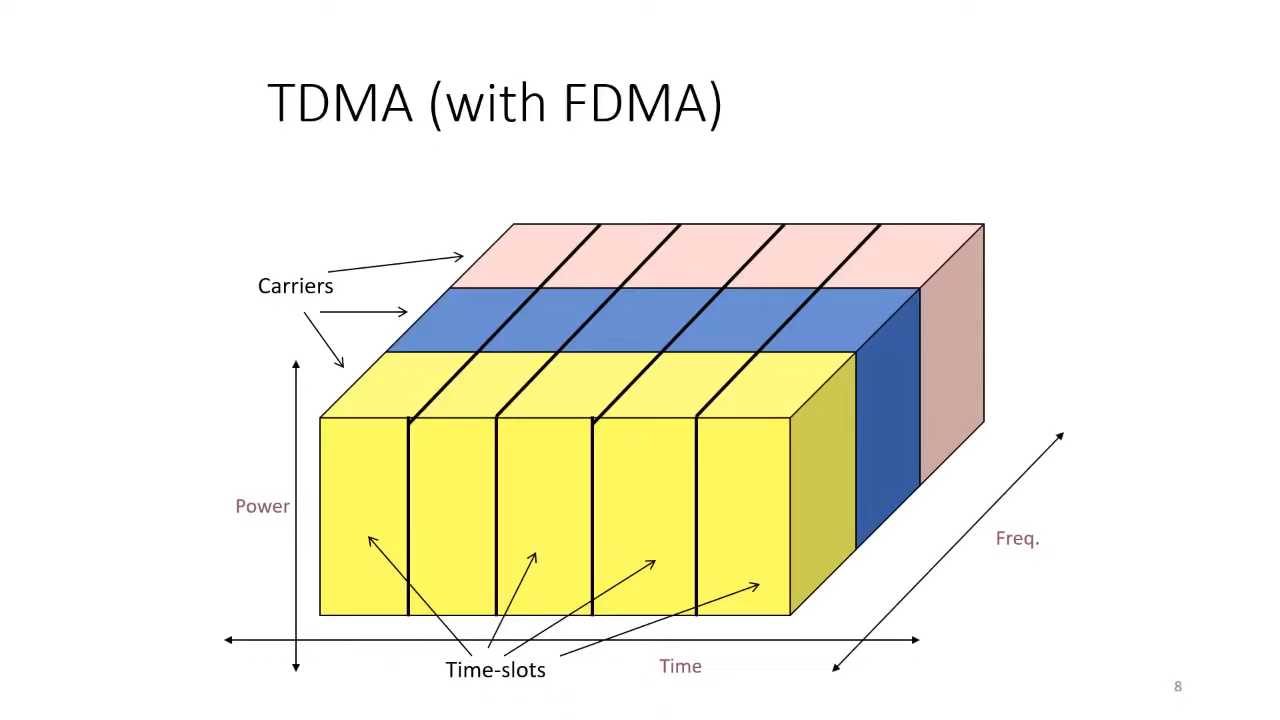 TDMA (with FDMA)
Carriers
Power
Freq.
Time-slots
Time
8